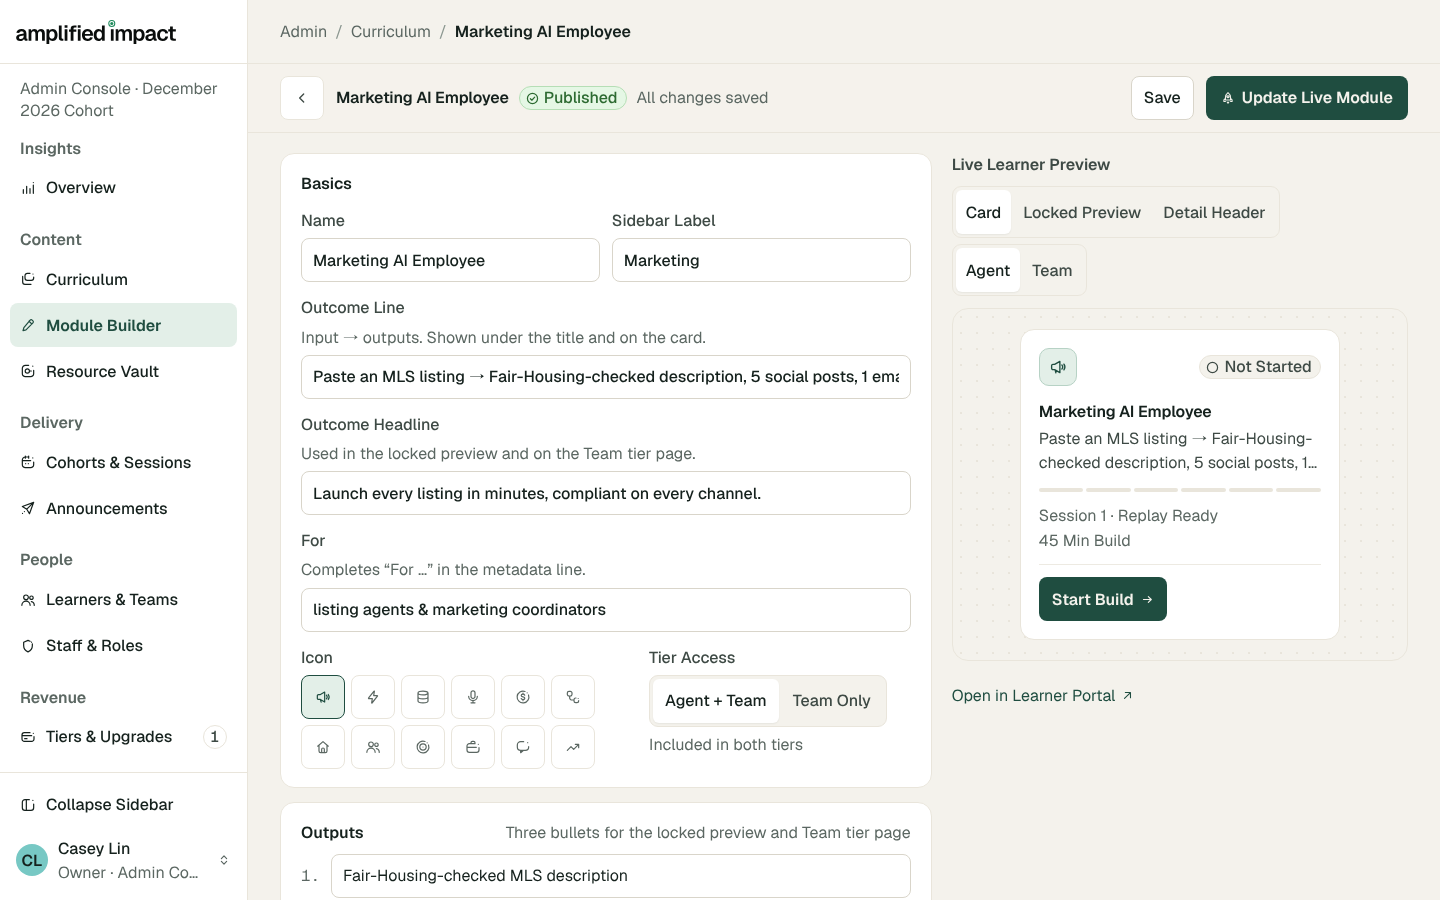 amplified impact
Admin Console · December
2026 Cohort
Insights
Overview
Content
Curriculum
Module Builder
Resource Vault
Delivery
Cohorts & Sessions
Announcements
People
Learners & Teams
Staff & Roles
Revenue
Tiers & Upgrades 1
Collapse Sidebar
CL
Casey Lin
Owner · Admin Co...
Admin / Curriculum / Marketing AI Employee
Marketing AI Employee Published All changes saved
Save
Update Live Module
Basics
Name
Marketing AI Employee
Sidebar Label
Marketing
Outcome Line
Input → outputs. Shown under the title and on the card.
Paste an MLS listing → Fair-Housing-checked description, 5 social posts, 1 ema
Outcome Headline
Used in the locked preview and on the Team tier page.
Launch every listing in minutes, compliant on every channel.
For
Completes “For ...” in the metadata line.
listing agents & marketing coordinators
Icon
Tier Access
Agent + Team Team Only
Included in both tiers
Outputs
Three bullets for the locked preview and Team tier page
1. Fair-Housing-checked MLS description
Live Learner Preview
Card Locked Preview Detail Header
Agent Team
Not Started
Marketing AI Employee
Paste an MLS listing → Fair-Housing-
checked description, 5 social posts, 1...
Session 1 · Replay Ready
45 Min Build
Start Build →
Open in Learner Portal ↗